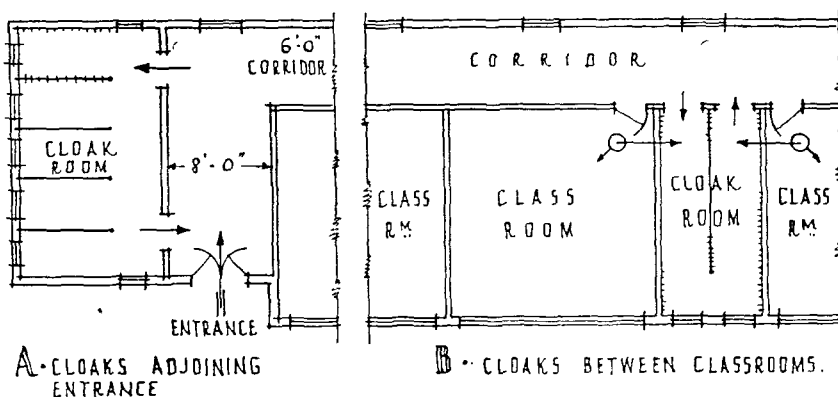 6'-0"
CORRIDOR
CLOAK
ROOM
8'-0"
ENTRANCE
A. CLOAKS ADJOINING
ENTRANCE
CORRIDOR
CLASS
RM
CLASS
ROOM
CLOAK
ROOM
CLASS
RM
B. CLOAKS BETWEEN CLASSROOMS.